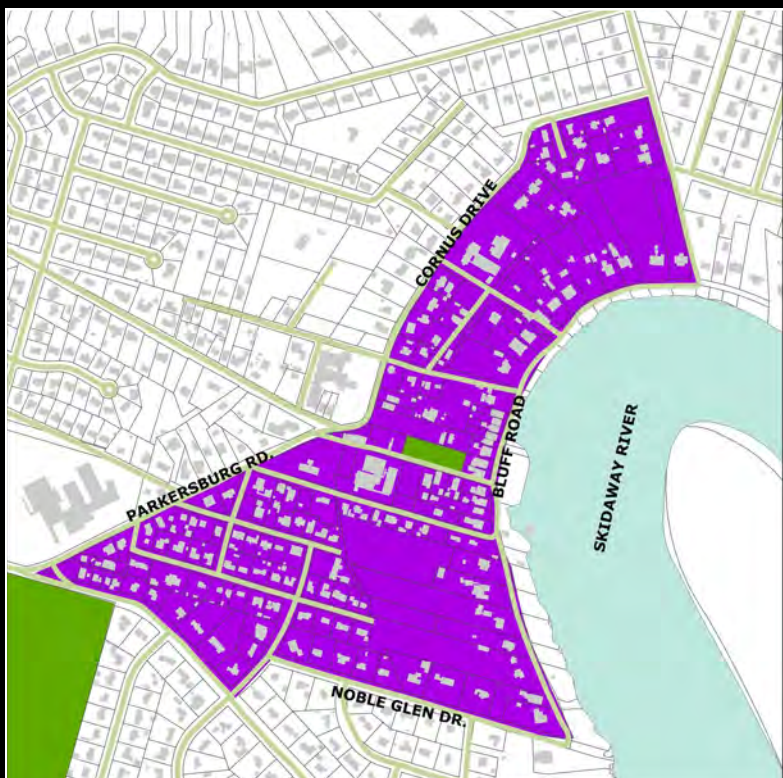 CORNUS DRIVE
BLUFF ROAD
SKIDAWAY RIVER
PARKERSBURG RD.
NOBLE GLEN DR.